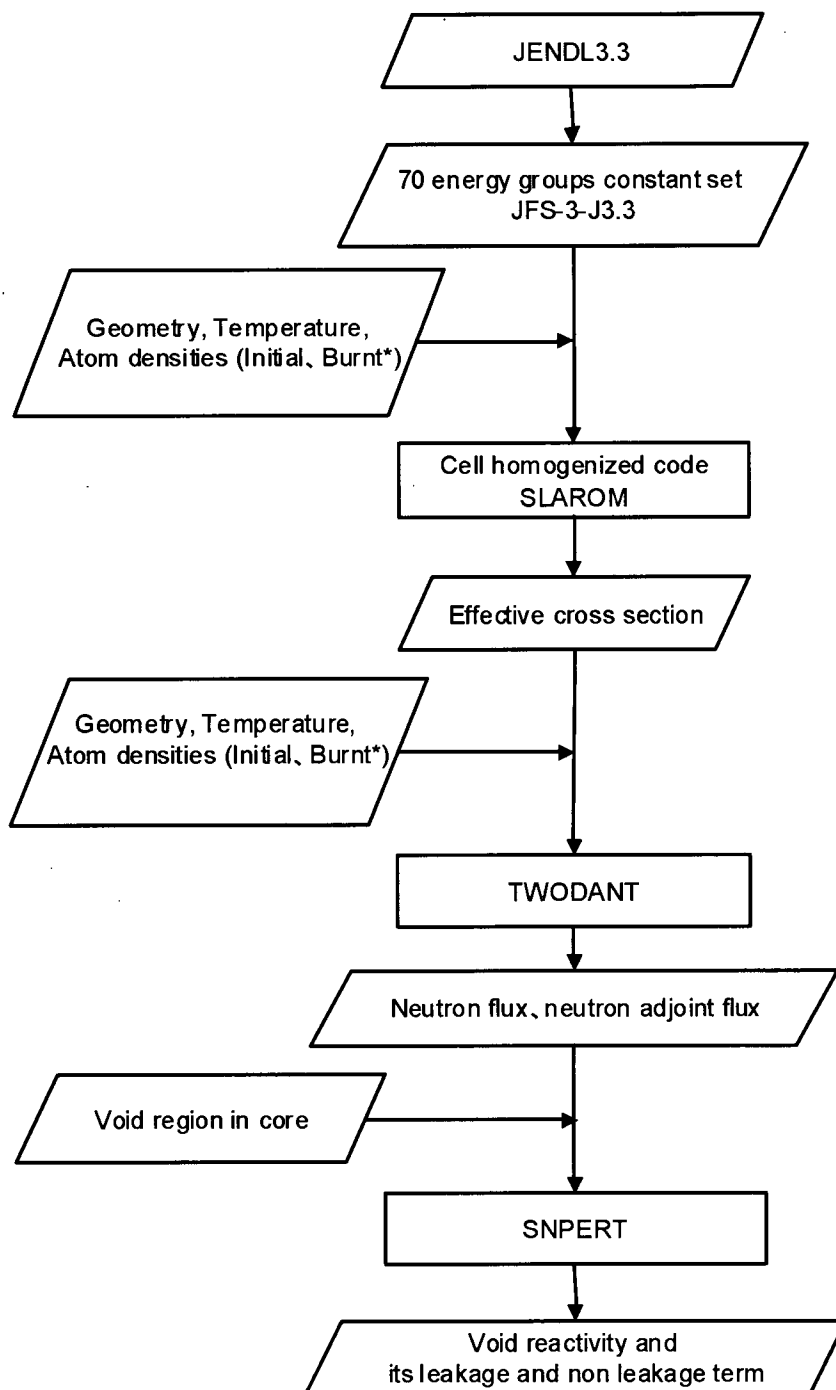 JENDL3.3
70 energy groups constant set
JFS-3-J3.3
Geometry, Temperature,
Atom densities (Initial、Burnt*)
Cell homogenized code
SLAROM
Effective cross section
Geometry, Temperature,
Atom densities (Initial、Burnt*)
TWODANT
Neutron flux、neutron adjoint flux
Void region in core
SNPERT
Void reactivity and
its leakage and non leakage term